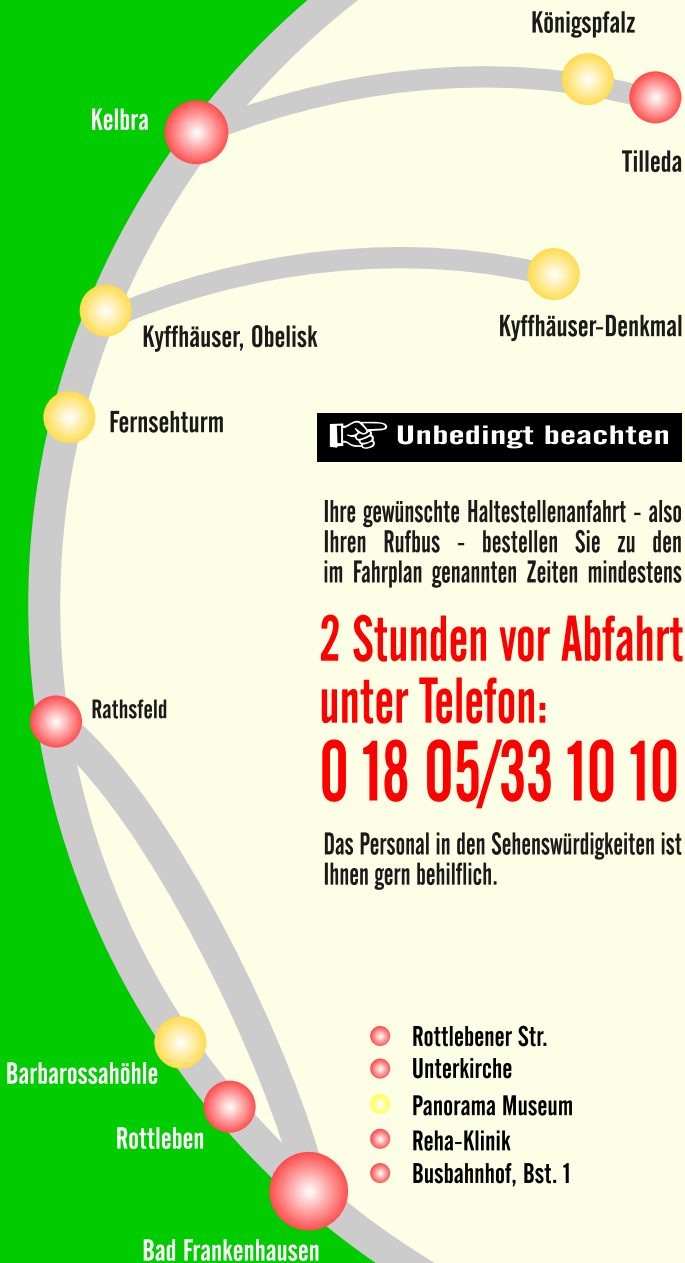 Königspfalz
Kelbra
Tilleda
Kyffhäuser-Denkmal
Kyffhäuser, Obelisk
Fernsehturm
Unbedingt beachten
Ihre gewünschte Haltestellenanfahrt - also
Ihren Rufbus - bestellen Sie zu den
im Fahrplan genannten Zeiten mindestens
2 Stunden vor Abfahrt
unter Telefon:
0 18 05/33 10 10
Rathsfeld
Das Personal in den Sehenswürdigkeiten ist
Ihnen gern behilflich.
Barbarossahöhle
Rottleben
Rottlebener Str.
Unterkirche
Panorama Museum
Reha-Klinik
Busbahnhof, Bst. 1
Bad Frankenhausen